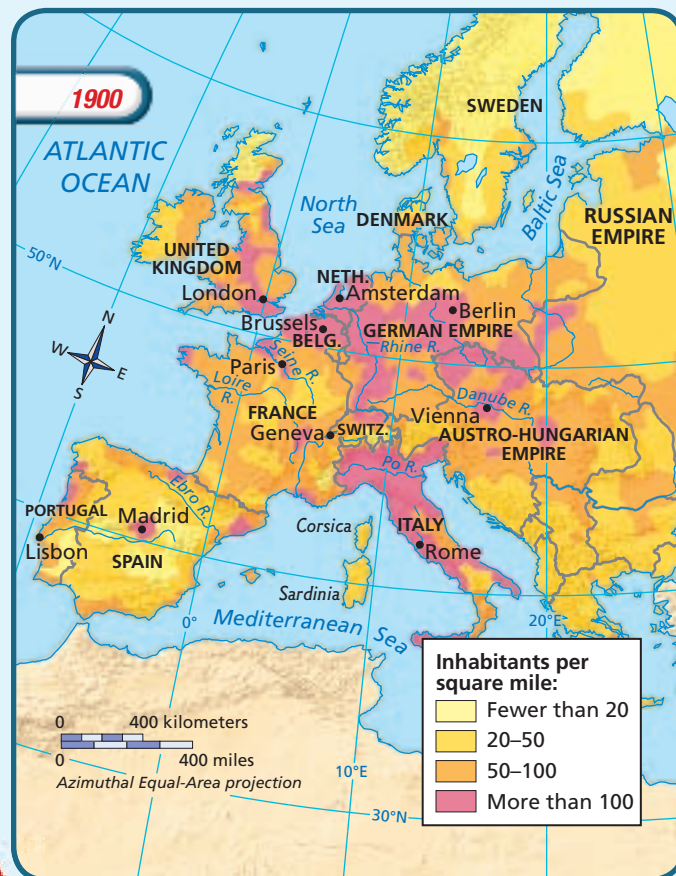 1900
ATLANTIC
OCEAN
SWEDEN
North
Sea
DENMARK
Baltic Sea
RUSSIAN
EMPIRE
50°N
UNITED
KINGDOM
London
NETH.
Amsterdam
Berlin
Brussels
BELG.
GERMAN EMPIRE
N
W
E
S
Paris
Seine R.
Rhine R.
Loire
R.
FRANCE
Geneva
SWITZ.
Vienna
Danube R.
AUSTRO-HUNGARIAN
EMPIRE
Po R.
Ebro R.
PORTUGAL
Madrid
Lisbon
SPAIN
Corsica
ITALY
Rome
Sardinia
0°
Mediterranean Sea
20°E
Inhabitants per
square mile:
Fewer than 20
20–50
50–100
More than 100
0 400 kilometers
0 400 miles
Azimuthal Equal-Area projection
10°E
30°N